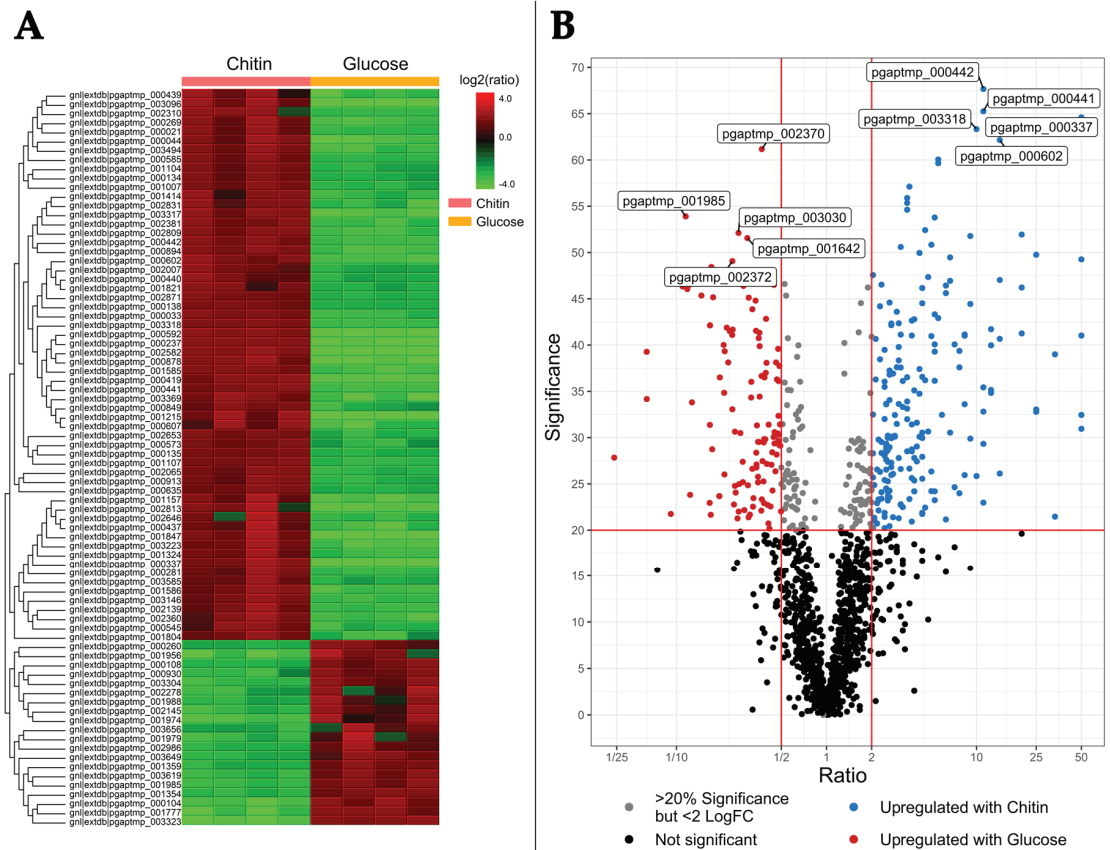 A
Chitin
Glucose
log2(ratio)
4.0
0.0
-4.0
Chitin
Glucose
gnl|extdb|pgaptmp_000439
gnl|extdb|pgaptmp_003096
gnl|extdb|pgaptmp_002310
gnl|extdb|pgaptmp_000269
gnl|extdb|pgaptmp_000021
gnl|extdb|pgaptmp_000044
gnl|extdb|pgaptmp_003494
gnl|extdb|pgaptmp_000585
gnl|extdb|pgaptmp_001104
gnl|extdb|pgaptmp_000134
gnl|extdb|pgaptmp_001007
gnl|extdb|pgaptmp_001414
gnl|extdb|pgaptmp_002831
gnl|extdb|pgaptmp_003317
gnl|extdb|pgaptmp_002381
gnl|extdb|pgaptmp_002809
gnl|extdb|pgaptmp_000442
gnl|extdb|pgaptmp_000894
gnl|extdb|pgaptmp_000602
gnl|extdb|pgaptmp_002007
gnl|extdb|pgaptmp_000440
gnl|extdb|pgaptmp_001821
gnl|extdb|pgaptmp_002871
gnl|extdb|pgaptmp_000138
gnl|extdb|pgaptmp_000033
gnl|extdb|pgaptmp_003318
gnl|extdb|pgaptmp_000592
gnl|extdb|pgaptmp_000237
gnl|extdb|pgaptmp_002582
gnl|extdb|pgaptmp_000878
gnl|extdb|pgaptmp_001585
gnl|extdb|pgaptmp_000419
gnl|extdb|pgaptmp_000441
gnl|extdb|pgaptmp_003369
gnl|extdb|pgaptmp_000849
gnl|extdb|pgaptmp_001215
gnl|extdb|pgaptmp_000607
gnl|extdb|pgaptmp_002653
gnl|extdb|pgaptmp_000573
gnl|extdb|pgaptmp_000135
gnl|extdb|pgaptmp_001107
gnl|extdb|pgaptmp_002065
gnl|extdb|pgaptmp_000913
gnl|extdb|pgaptmp_000635
gnl|extdb|pgaptmp_001157
gnl|extdb|pgaptmp_002813
gnl|extdb|pgaptmp_002646
gnl|extdb|pgaptmp_000470
gnl|extdb|pgaptmp_001847
gnl|extdb|pgaptmp_003223
gnl|extdb|pgaptmp_001324
gnl|extdb|pgaptmp_000337
gnl|extdb|pgaptmp_000281
gnl|extdb|pgaptmp_003585
gnl|extdb|pgaptmp_001586
gnl|extdb|pgaptmp_003146
gnl|extdb|pgaptmp_002139
gnl|extdb|pgaptmp_002360
gnl|extdb|pgaptmp_000545
gnl|extdb|pgaptmp_001804
gnl|extdb|pgaptmp_000260
gnl|extdb|pgaptmp_001956
gnl|extdb|pgaptmp_000108
gnl|extdb|pgaptmp_000930
gnl|extdb|pgaptmp_003304
gnl|extdb|pgaptmp_002278
gnl|extdb|pgaptmp_001988
gnl|extdb|pgaptmp_002145
gnl|extdb|pgaptmp_001974
gnl|extdb|pgaptmp_003656
gnl|extdb|pgaptmp_001979
gnl|extdb|pgaptmp_002986
gnl|extdb|pgaptmp_003649
gnl|extdb|pgaptmp_001359
gnl|extdb|pgaptmp_003619
gnl|extdb|pgaptmp_001985
gnl|extdb|pgaptmp_001354
gnl|extdb|pgaptmp_000104
gnl|extdb|pgaptmp_001777
gnl|extdb|pgaptmp_003323
B
Significance
70
65
60
55
50
45
40
35
30
25
20
15
10
5
0
pgaptmp_000442
pgaptmp_000441
pgaptmp_003318
pgaptmp_000337
pgaptmp_000602
pgaptmp_002370
pgaptmp_001985
pgaptmp_003030
pgaptmp_001642
pgaptmp_002372
1/25
1/10
1/2
1
2
10
25
50
Ratio
>20% Significance
but <2 LogFC
Not significant
Upregulated with Chitin
Upregulated with Glucose